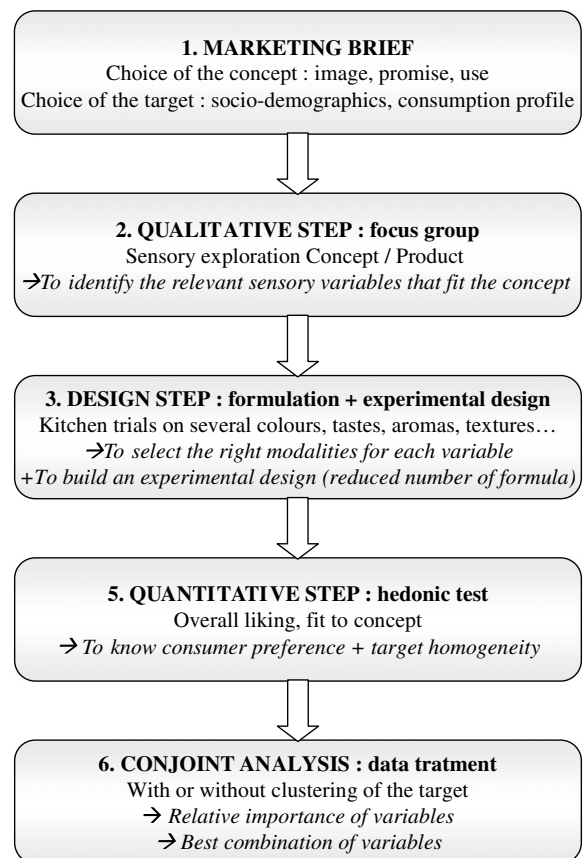 1. MARKETING BRIEF
Choice of the concept : image, promise, use
Choice of the target : socio-demographics, consumption profile
2. QUALITATIVE STEP : focus group
Sensory exploration Concept / Product
→To identify the relevant sensory variables that fit the concept
3. DESIGN STEP : formulation + experimental design
Kitchen trials on several colours, tastes, aromas, textures…
→To select the right modalities for each variable
+To build an experimental design (reduced number of formula)
5. QUANTITATIVE STEP : hedonic test
Overall liking, fit to concept
→ To know consumer preference + target homogeneity
6. CONJOINT ANALYSIS : data tratment
With or without clustering of the target
→ Relative importance of variables
→ Best combination of variables